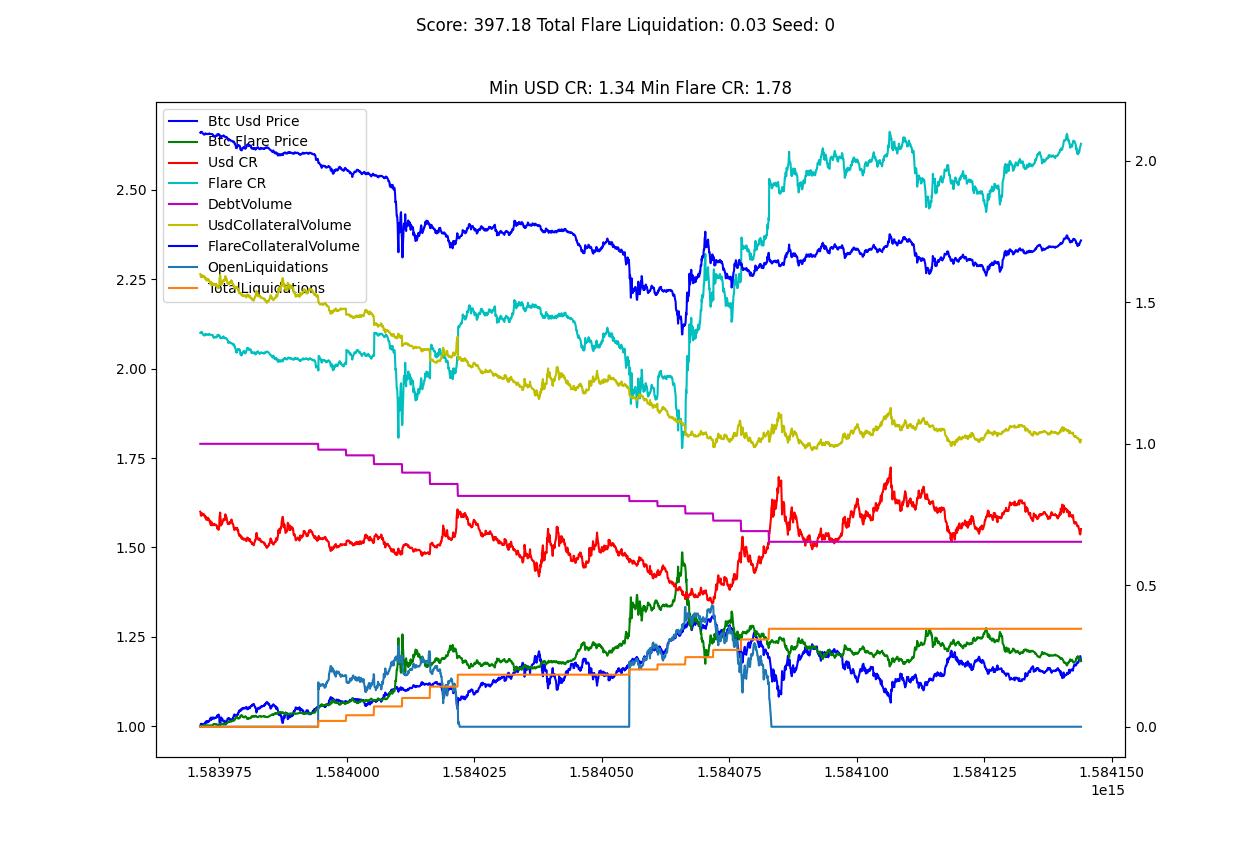 Score: 397.18 Total Flare Liquidation: 0.03 Seed: 0
Min USD CR: 1.34 Min Flare CR: 1.78
Btc Usd Price
Btc Flare Price
Usd CR
Flare CR
DebtVolume
UsdCollateralVolume
FlareCollateralVolume
OpenLiquidations
TotalLiquidations
2.50
2.25
2.00
1.75
1.50
1.25
1.00
2.0
1.5
1.0
0.5
0.0
1.583975 1.584000 1.584025 1.584050 1.584075 1.584100 1.584125 1.584150
1e15